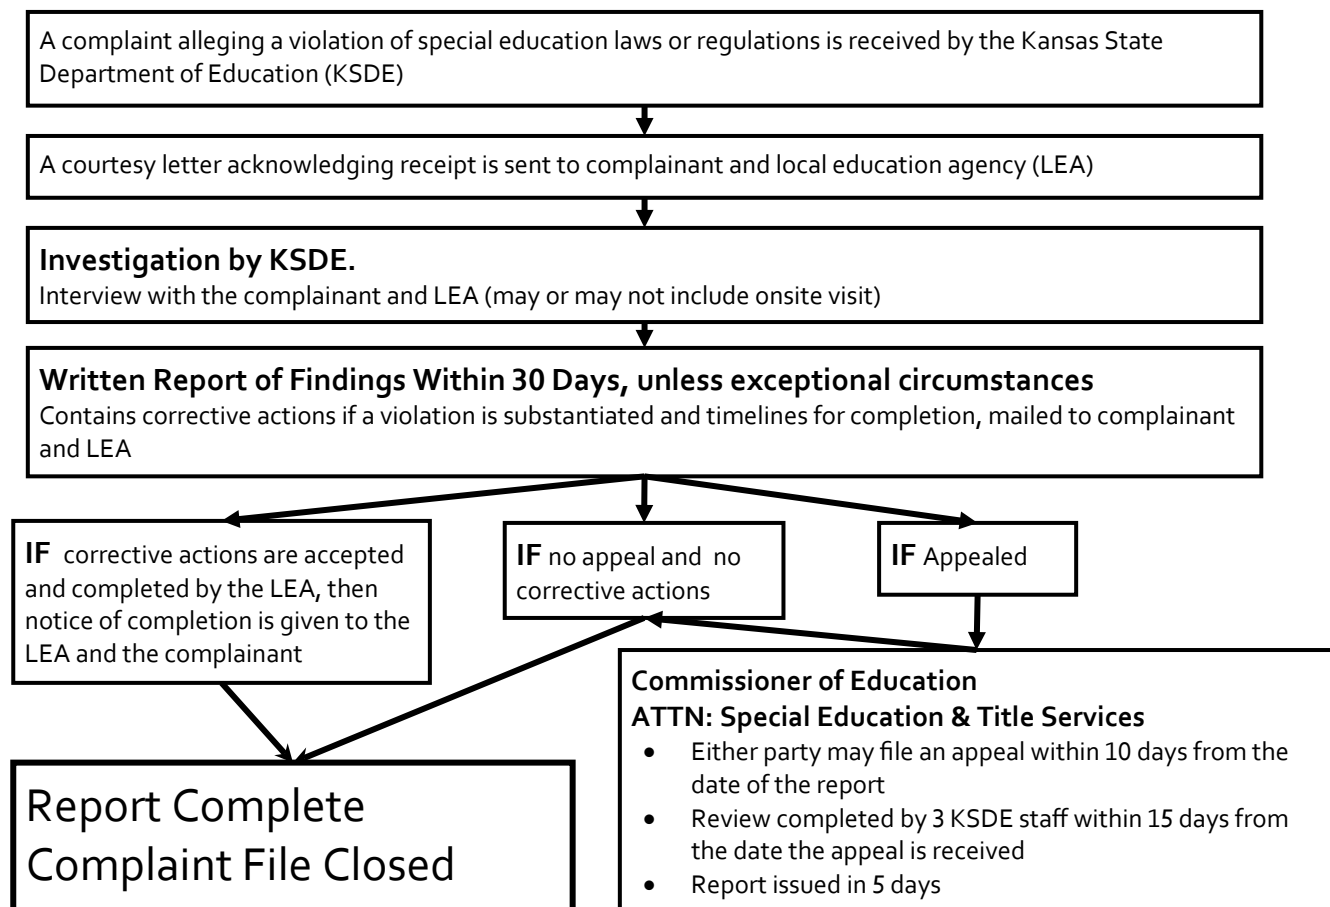 A complaint alleging a violation of special education laws or regulations is received by the Kansas State
Department of Education (KSDE)
A courtesy letter acknowledging receipt is sent to complainant and local education agency (LEA)
Investigation by KSDE.
Interview with the complainant and LEA (may or may not include onsite visit)
Written Report of Findings Within 30 Days, unless exceptional circumstances
Contains corrective actions if a violation is substantiated and timelines for completion, mailed to complainant
and LEA
IF corrective actions are accepted
and completed by the LEA, then
notice of completion is given to the
LEA and the complainant
IF no appeal and no
corrective actions
IF Appealed
Commissioner of Education
ATTN: Special Education & Title Services
• Either party may file an appeal within 10 days from the
date of the report
• Review completed by 3 KSDE staff within 15 days from
the date the appeal is received
• Report issued in 5 days
Report Complete
Complaint File Closed